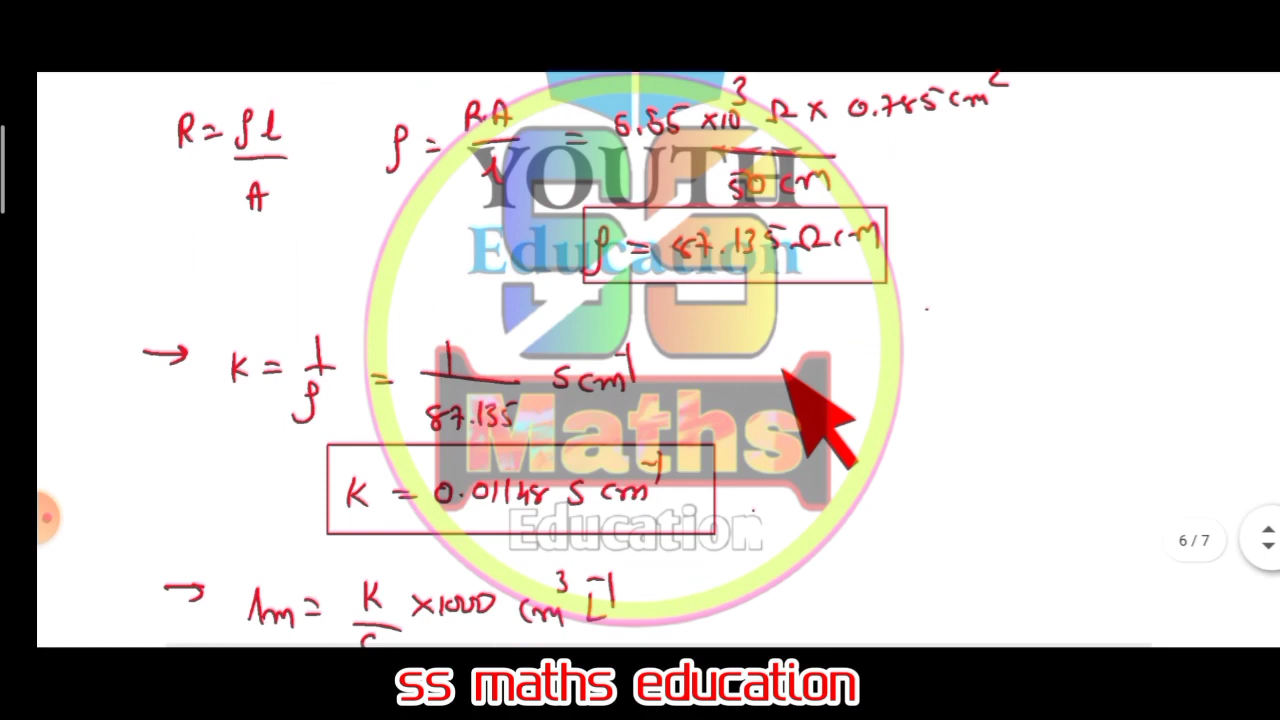 R = ρl / A    ρ = R.A / l = 5.55 × 10³ Ω × 0.785 cm² / 50 cm
YOUTH
Education
ρ = 87.135 Ω cm
→ K = 1 / ρ = 1 / 87.135 S cm⁻¹
Maths
K = 0.01148 S cm⁻¹
Education
6 / 7
→ Λm = K / C × 1000 cm³ L⁻¹
ss maths education